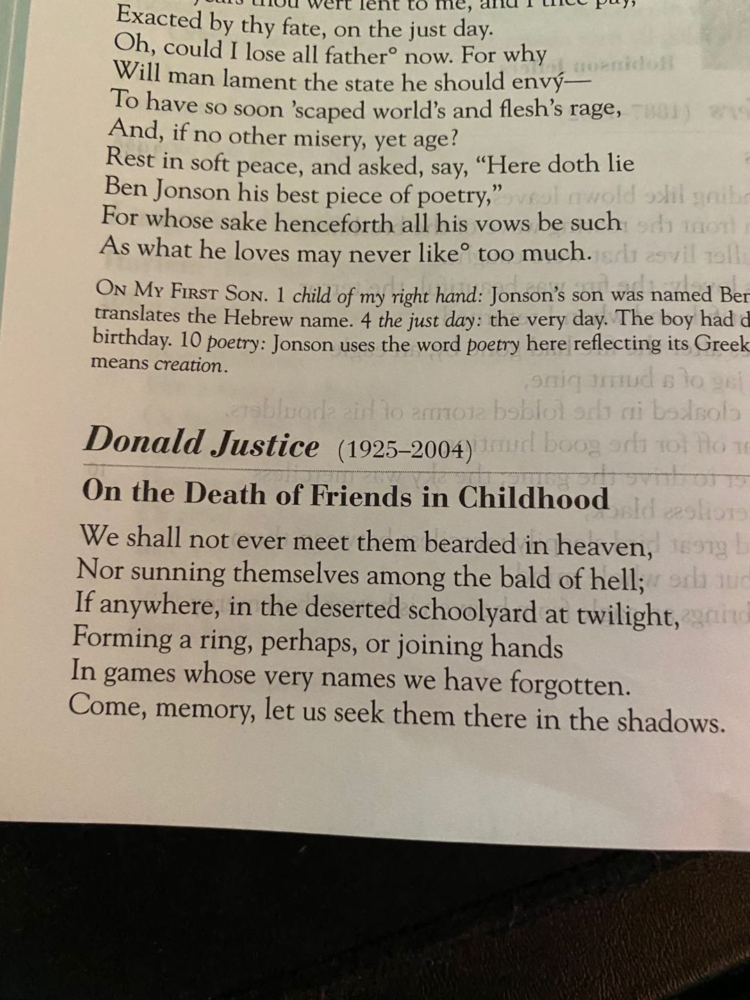 thou wert lent to me, and I thee pay,
Exacted by thy fate, on the just day.
Oh, could I lose all father° now. For why
Will man lament the state he should envý—
To have so soon 'scaped world's and flesh's rage,
And, if no other misery, yet age?
Rest in soft peace, and asked, say, “Here doth lie
Ben Jonson his best piece of poetry,”
For whose sake henceforth all his vows be such
As what he loves may never like° too much.
ON MY FIRST SON. 1 child of my right hand: Jonson's son was named
translates the Hebrew name. 4 the just day: the very day. The boy had
birthday. 10 poetry: Jonson uses the word poetry here reflecting its Greek
means creation.
Donald Justice (1925–2004)
On the Death of Friends in Childhood
We shall not ever meet them bearded in heaven,
Nor sunning themselves among the bald of hell;
If anywhere, in the deserted schoolyard at twilight,
Forming a ring, perhaps, or joining hands
In games whose very names we have forgotten.
Come, memory, let us seek them there in the shadows.